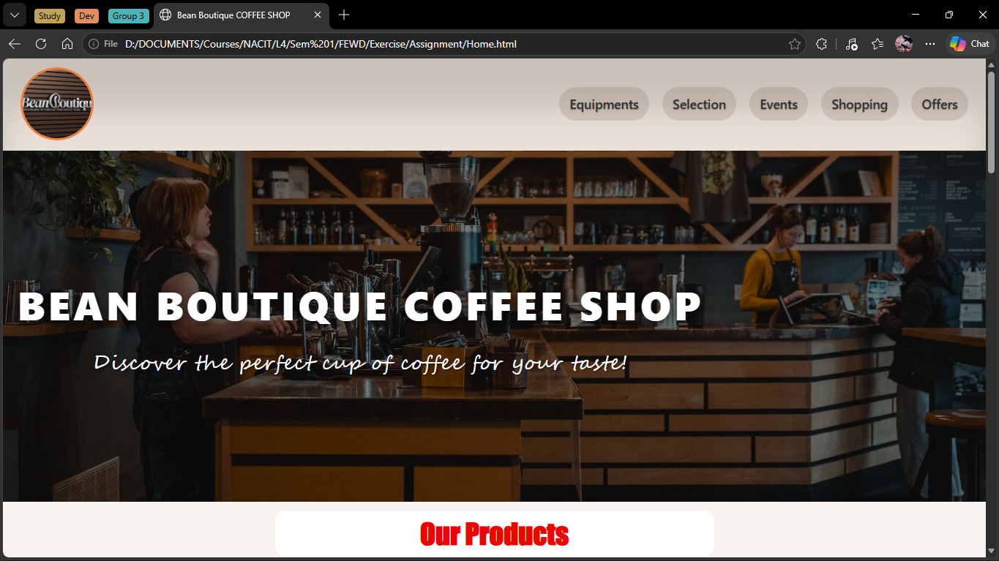 Study
Dev
Group 3
Bean Boutique COFFEE SHOP
File
D:/DOCUMENTS/Courses/NACIT/L4/Sem%201/FEWD/Exercise/Assignment/Home.html
Chat
Bean Boutiqu
Equipments
Selection
Events
Shopping
Offers
BEAN BOUTIQUE COFFEE SHOP
Discover the perfect cup of coffee for your taste!
Our Products